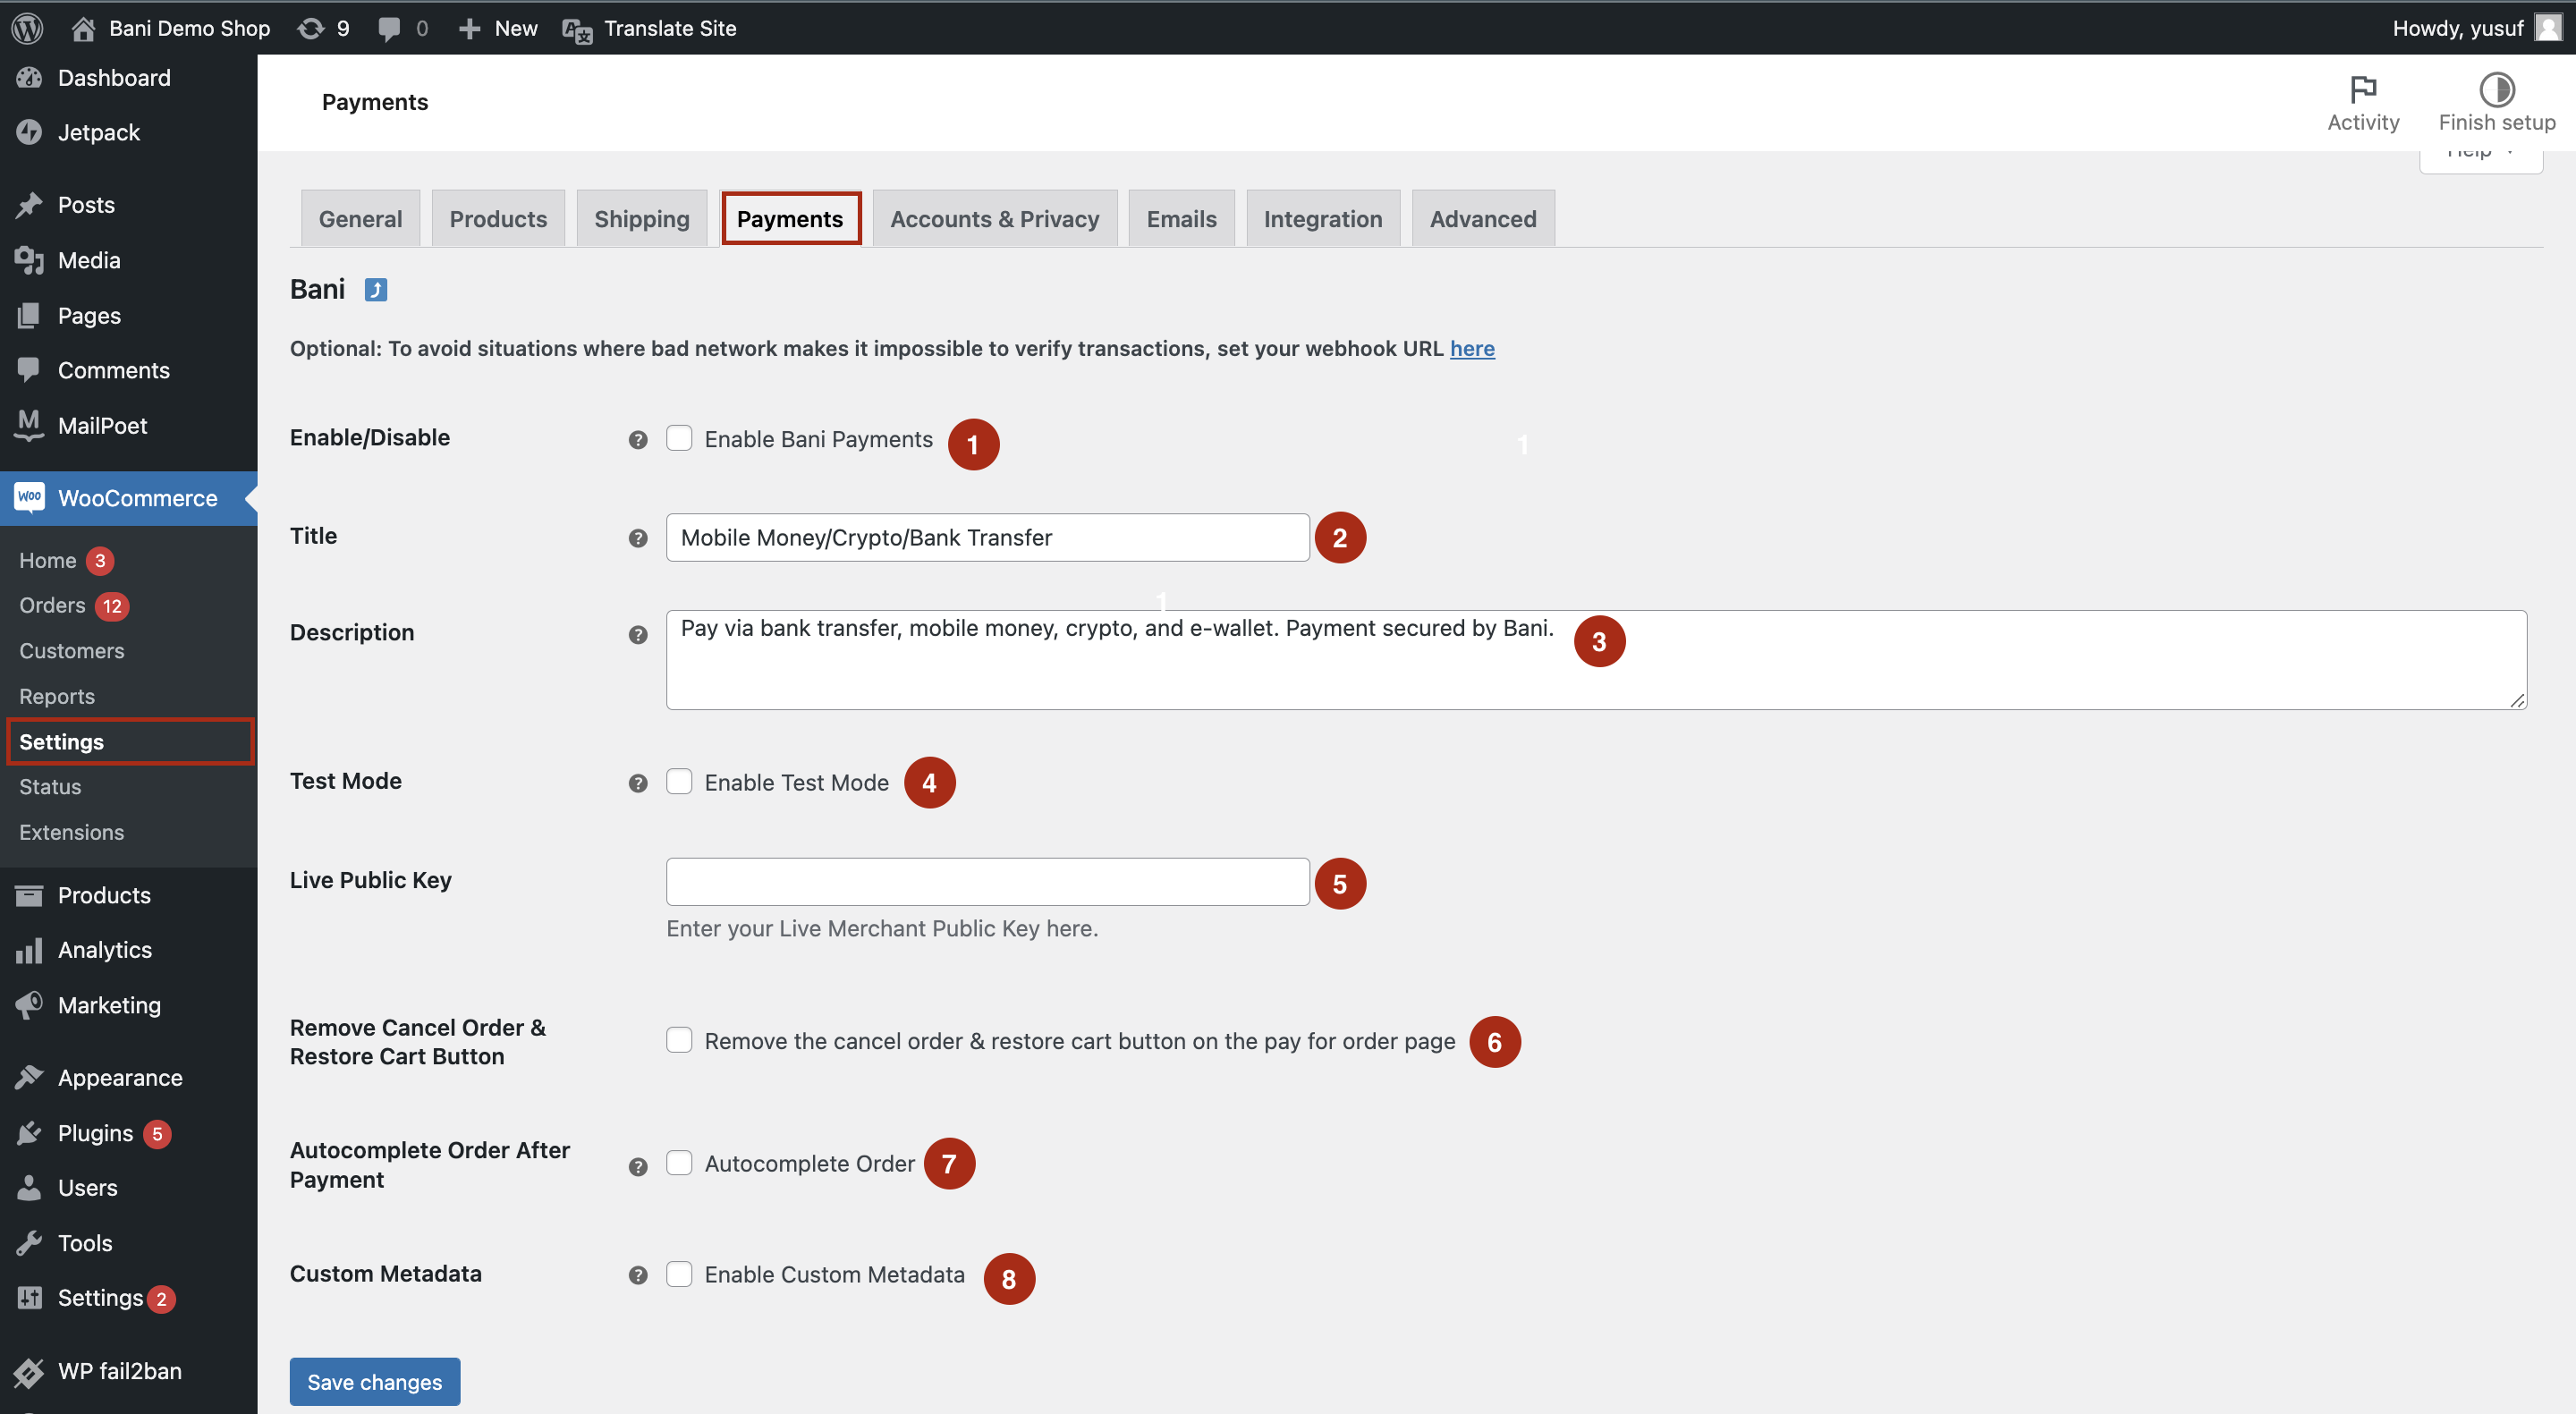 Bani Demo Shop 9 0 New Translate Site Howdy, yusuf
Dashboard
Jetpack
Posts
Media
Pages
Comments
MailPoet
WooCommerce
Home 3
Orders 12
Customers
Reports
Settings
Status
Extensions
Products
Analytics
Marketing
Appearance
Plugins 5
Users
Tools
Settings 2
WP fail2ban
Payments
Activity Finish setup
Help
General Products Shipping Payments Accounts & Privacy Emails Integration Advanced
Bani
Optional: To avoid situations where bad network makes it impossible to verify transactions, set your webhook URL here
Enable/Disable ? Enable Bani Payments 1 1
Title ? Mobile Money/Crypto/Bank Transfer 2
1
Description ? Pay via bank transfer, mobile money, crypto, and e-wallet. Payment secured by Bani. 3
Test Mode ? Enable Test Mode 4
Live Public Key 5
Enter your Live Merchant Public Key here.
Remove Cancel Order &
Restore Cart Button
Remove the cancel order & restore cart button on the pay for order page 6
Autocomplete Order After
Payment
? Autocomplete Order 7
Custom Metadata ? Enable Custom Metadata 8
Save changes